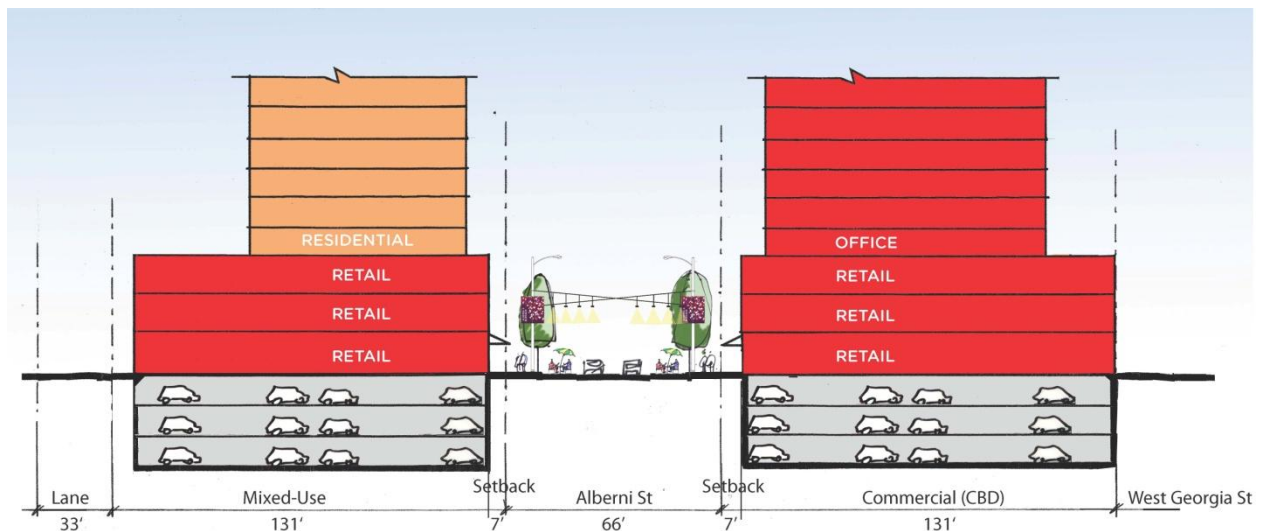 RESIDENTIAL
RETAIL
RETAIL
RETAIL
OFFICE
RETAIL
RETAIL
RETAIL
Lane
Mixed-Use
Setback
Alberni St
Setback
Commercial (CBD)
West Georgia St
33'
131'
7'
66'
7'
131'